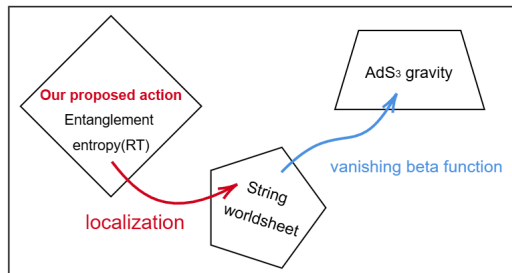 Our proposed action
Entanglement
entropy(RT)
localization
String
worldsheet
AdS₃ gravity
vanishing beta function